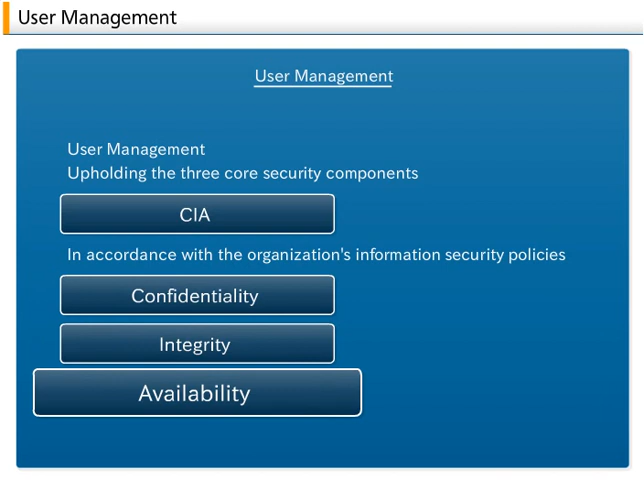 User Management
User Management
User Management
Upholding the three core security components
CIA
In accordance with the organization's information security policies
Confidentiality
Integrity
Availability